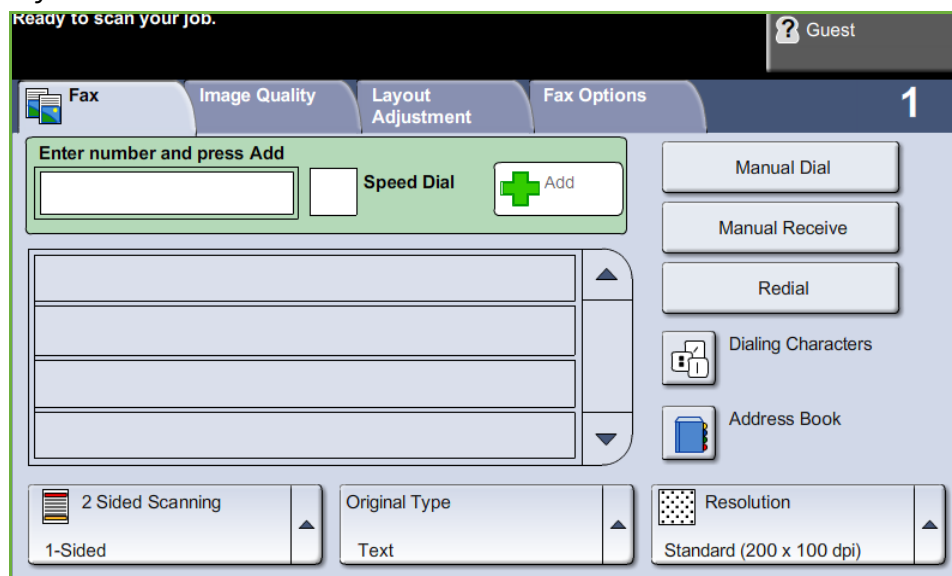 Ready to scan your job.
Guest
Fax
Image Quality
Layout
Adjustment
Fax Options
1
Enter number and press Add
Speed Dial
Add
Manual Dial
Manual Receive
Redial
Dialing Characters
Address Book
2 Sided Scanning
1-Sided
Original Type
Text
Resolution
Standard (200 x 100 dpi)